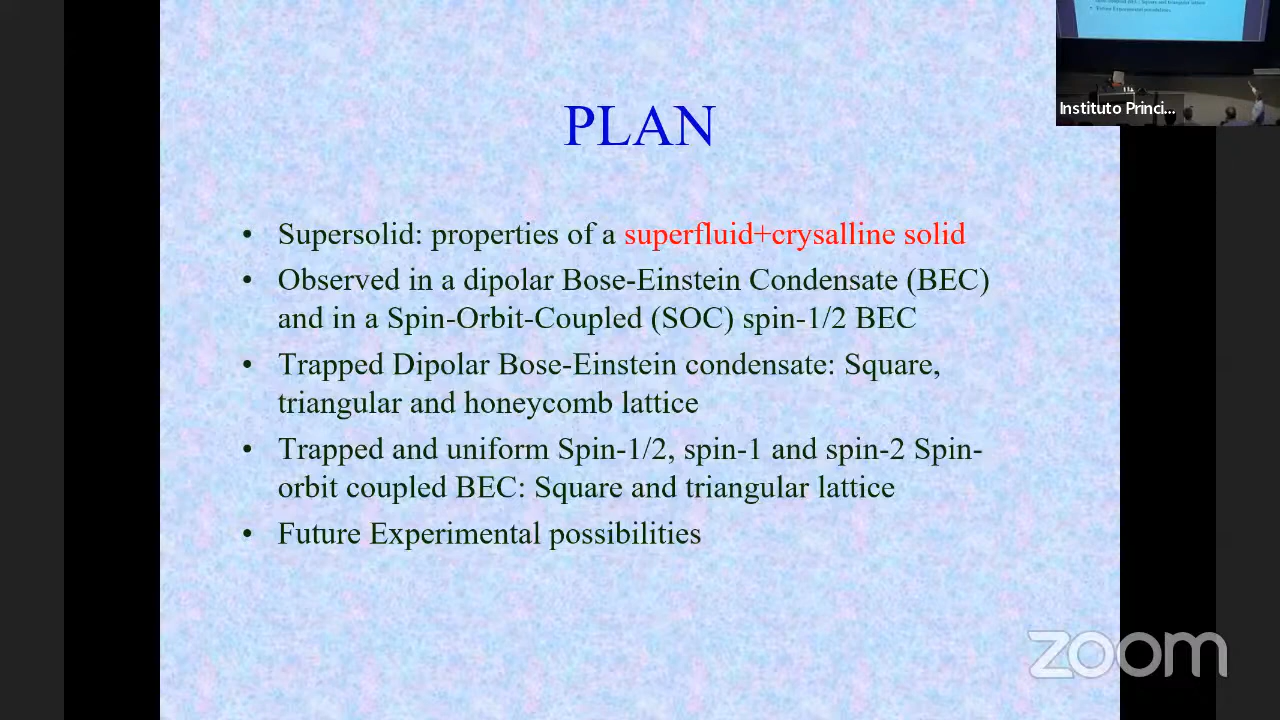 PLAN
• Supersolid: properties of a superfluid+crysalline solid
• Observed in a dipolar Bose-Einstein Condensate (BEC)
and in a Spin-Orbit-Coupled (SOC) spin-1/2 BEC
• Trapped Dipolar Bose-Einstein condensate: Square,
triangular and honeycomb lattice
• Trapped and uniform Spin-1/2, spin-1 and spin-2 Spin-
orbit coupled BEC: Square and triangular lattice
• Future Experimental possibilities
Instituto Princi...
zoom